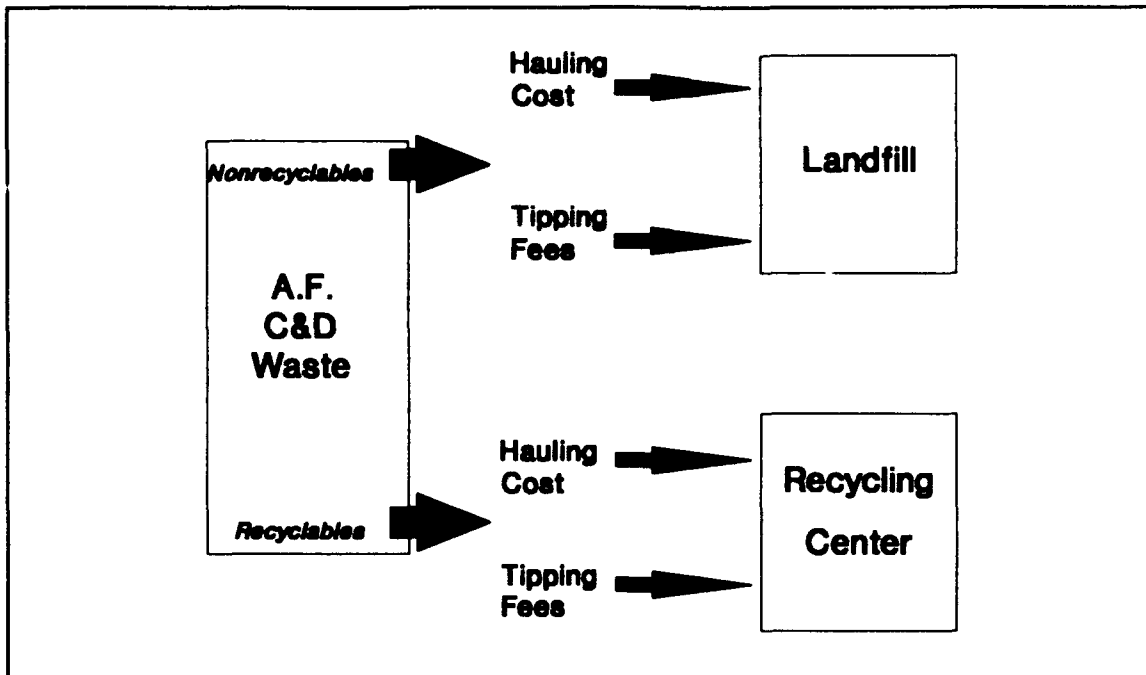 Hauling
Cost
Landfill
Nonrecyclables
Tipping
Fees
A.F.
C&D
Waste
Hauling
Cost
Recycling
Center
Recyclables
Tipping
Fees